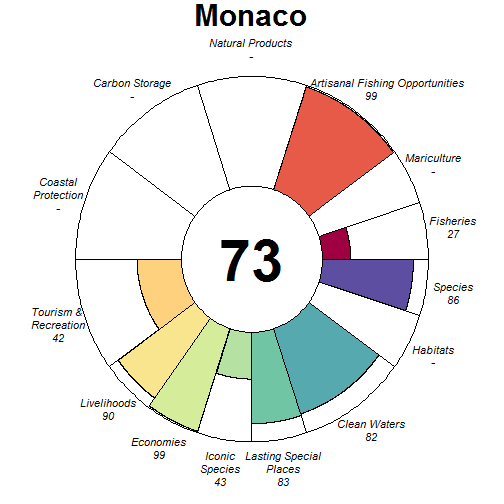 Monaco
Natural Products
-
Carbon Storage
-
Artisanal Fishing Opportunities
99
Mariculture
-
Coastal
Protection
-
Fisheries
27
73
Species
86
Tourism &
Recreation
42
Habitats
-
Livelihoods
90
Clean Waters
82
Economies
99
Iconic
Species
43
Lasting Special
Places
83